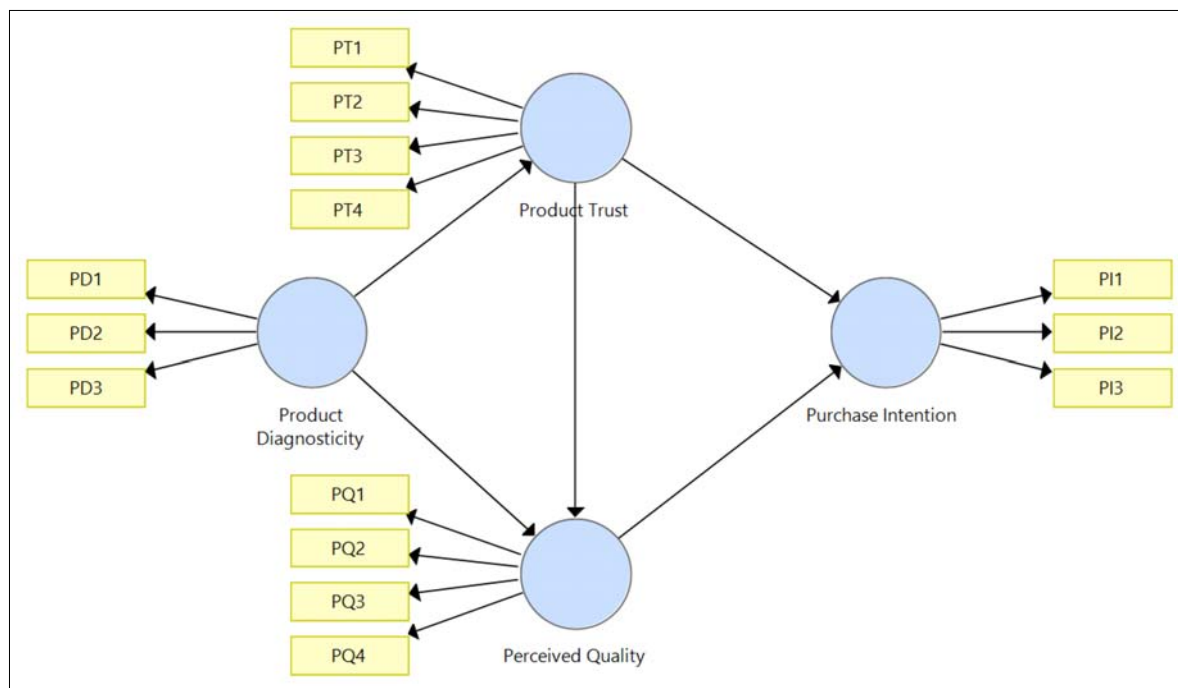 PT1
PT2
PT3
PT4
Product Trust
PD1
PD2
PD3
Product
Diagnosticity
PI1
PI2
PI3
Purchase Intention
PQ1
PQ2
PQ3
PQ4
Perceived Quality